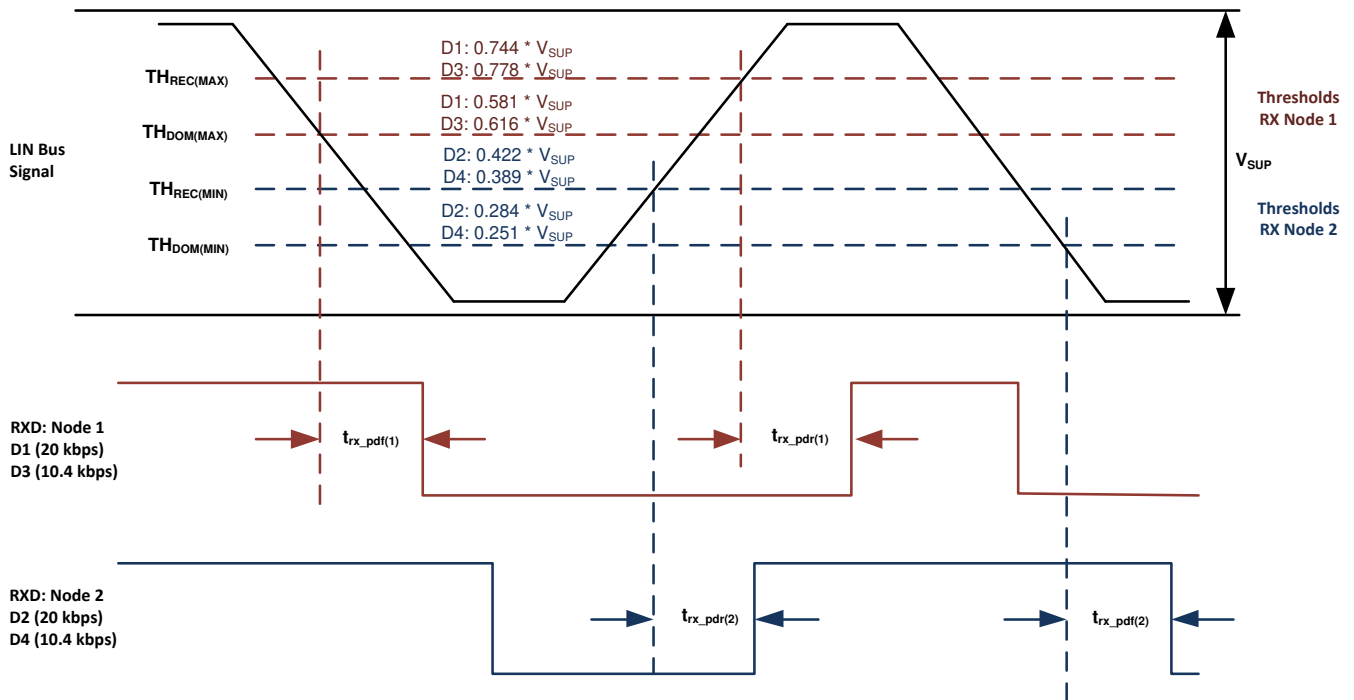 D1: 0.744 * VSUP
THREC(MAX)
D3: 0.778 * VSUP
D1: 0.581 * VSUP
THDOM(MAX)
D3: 0.616 * VSUP
Thresholds
RX Node 1
LIN Bus
Signal
D2: 0.422 * VSUP
TH REC(MIN)
D4: 0.389 * VSUP
VSUP
D2: 0.284 * VSUP
THDOM(MIN)
D4: 0.251 * VSUP
Thresholds
RX Node 2
RXD: Node 1
D1 (20 kbps)
D3 (10.4 kbps)
trx_pdf(1)
trx_pdr(1)
RXD: Node 2
D2 (20 kbps)
D4 (10.4 kbps)
trx_pdr(2)
trx_pdf(2)